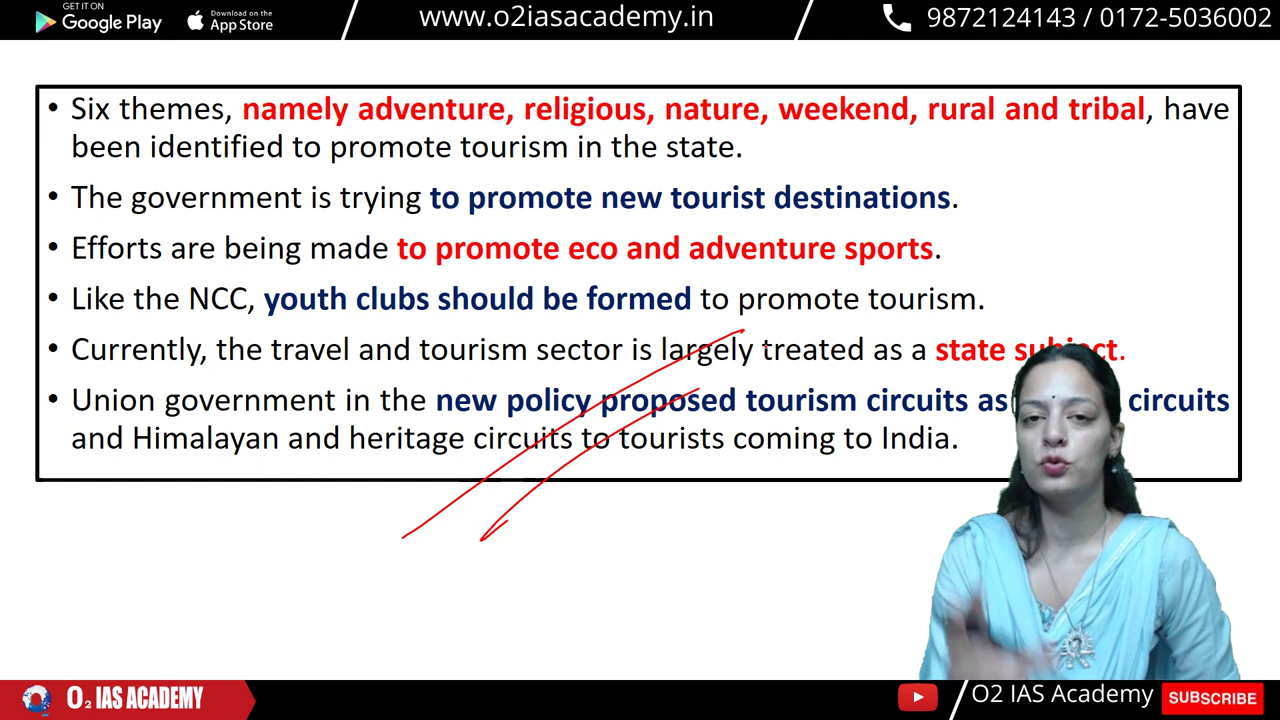 GET IT ON
Google Play
Download on the
App Store
www.o2iasacademy.in
9872124143 / 0172-5036002
• Six themes, namely adventure, religious, nature, weekend, rural and tribal, have
been identified to promote tourism in the state.
• The government is trying to promote new tourist destinations.
• Efforts are being made to promote eco and adventure sports.
• Like the NCC, youth clubs should be formed to promote tourism.
• Currently, the travel and tourism sector is largely treated as a state subject.
• Union government in the new policy proposed tourism circuits as circuits
and Himalayan and heritage circuits to tourists coming to India.
O₂ IAS ACADEMY
O2 IAS Academy
SUBSCRIBE